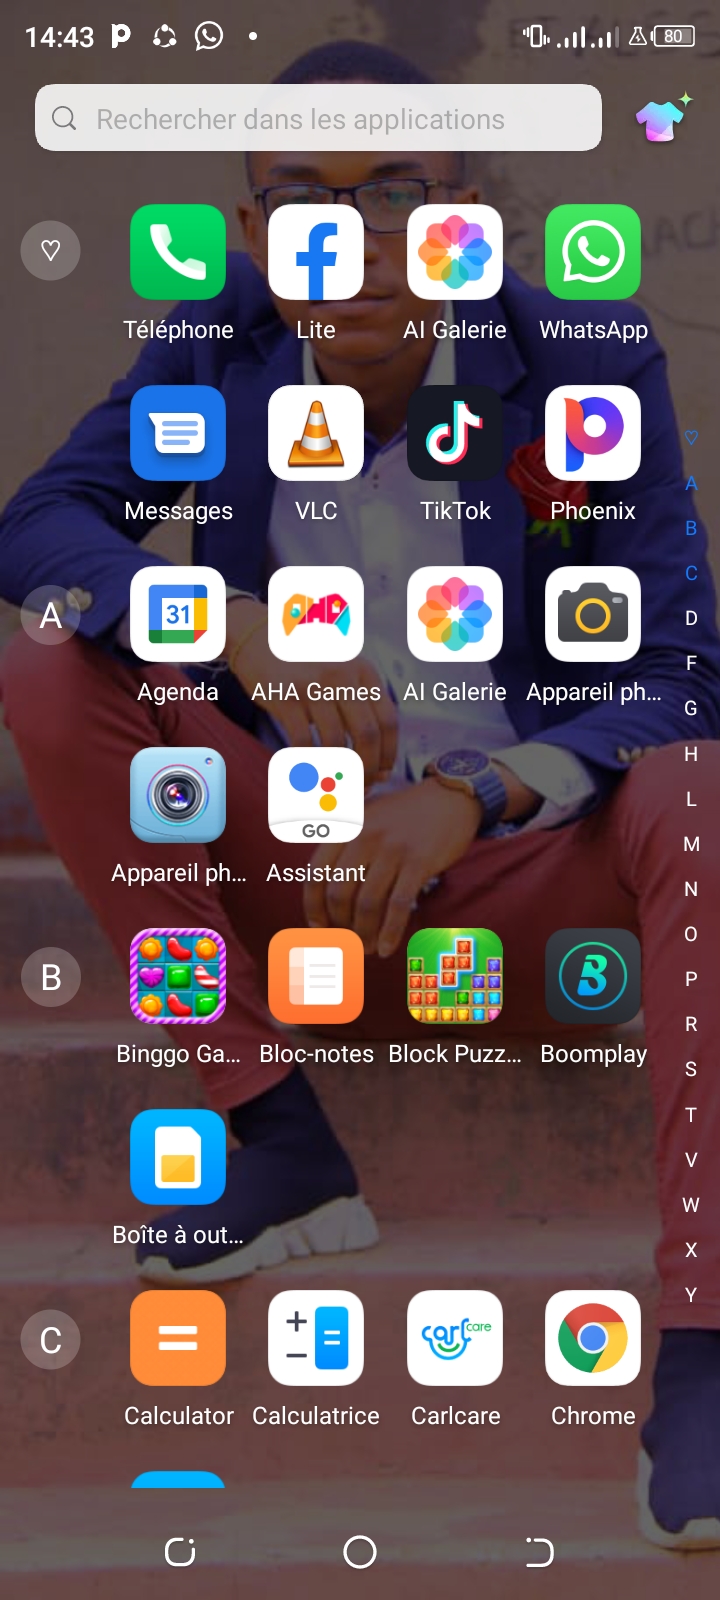 14:43
80
Rechercher dans les applications
Téléphone Lite AI Galerie WhatsApp
Messages VLC TikTok Phoenix
A
31
Agenda AHA Games AI Galerie Appareil ph...
GO
Appareil ph... Assistant
B
Binggo Ga... Bloc-notes Block Puzz... Boomplay
Boîte à out...
C
carlcare
Calculator Calculatrice Carlcare Chrome
A
B
C
D
F
G
H
L
M
N
O
P
R
S
T
V
W
X
Y